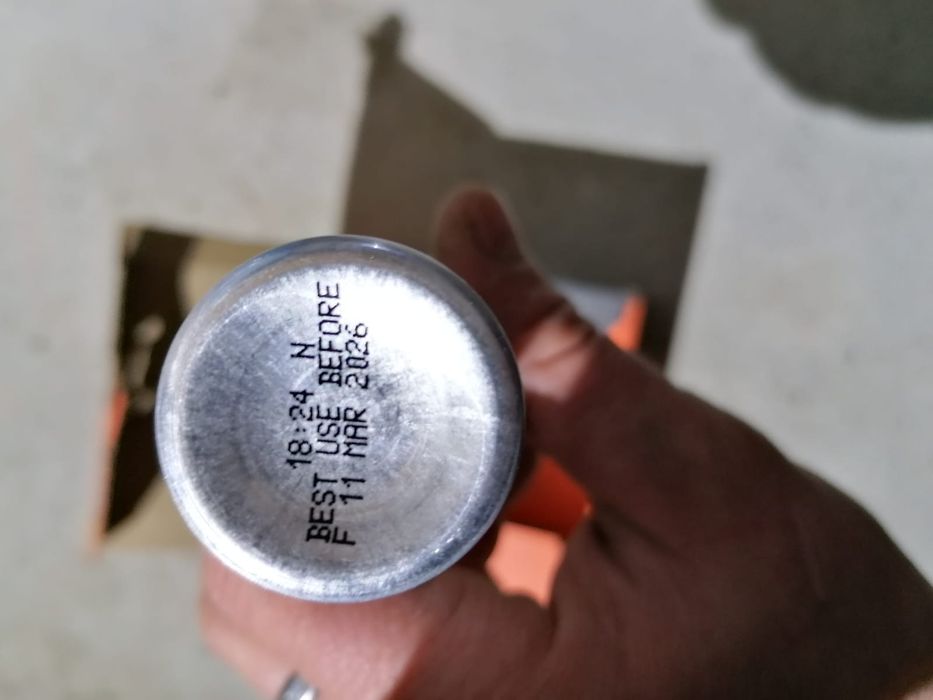 18:24 N
BEST USE BEFORE
F 11 MAR 2026